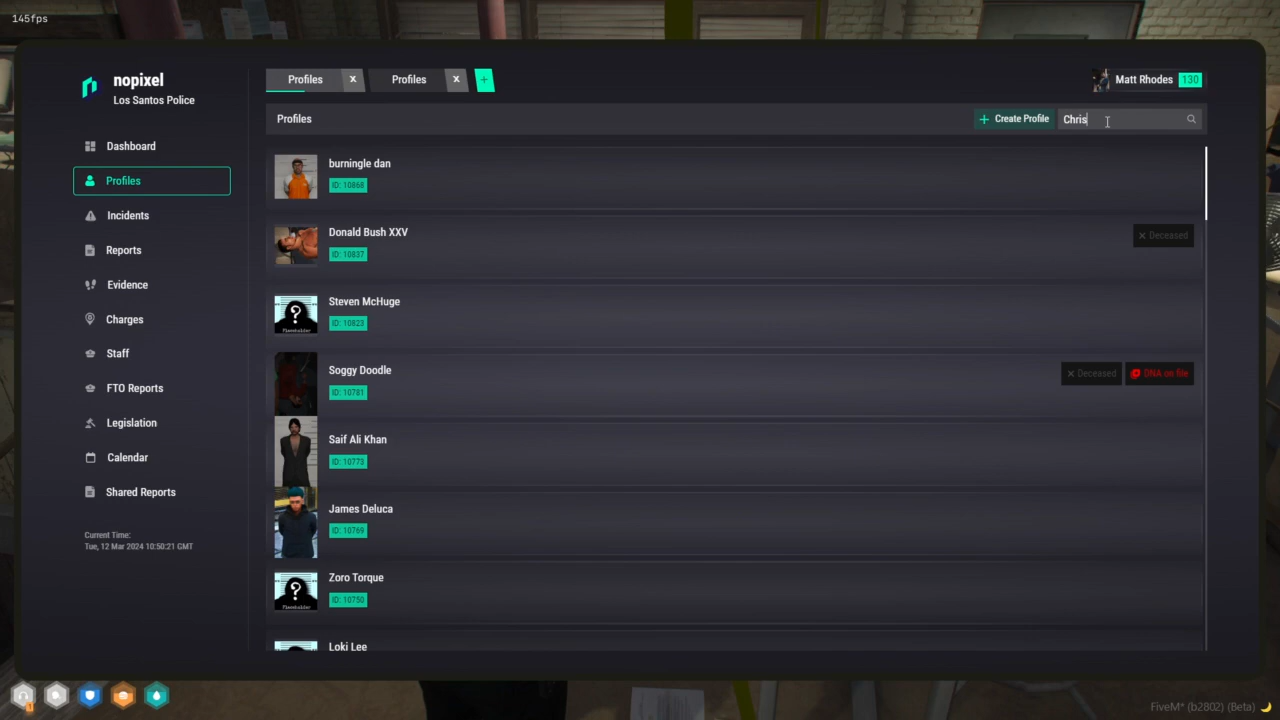 145fps
nopixel
Los Santos Police
Dashboard
Profiles
Incidents
Reports
Evidence
Charges
Staff
FTO Reports
Legislation
Calendar
Shared Reports
Current Time:
Tue, 12 Mar 2024 10:50:21 GMT
Profiles x Profiles x +
Matt Rhodes 130
Profiles
+ Create Profile
Chris
burningle dan
ID: 10868
Donald Bush XXV
ID: 10837
× Deceased
Steven McHuge
ID: 10823
?
Placeholder
Soggy Doodle
ID: 10781
× Deceased
DNA on file
Saif Ali Khan
ID: 10773
James Deluca
ID: 10769
Zoro Torque
ID: 10750
?
Placeholder
Loki Lee
1
FiveM* (b2802) (Beta)